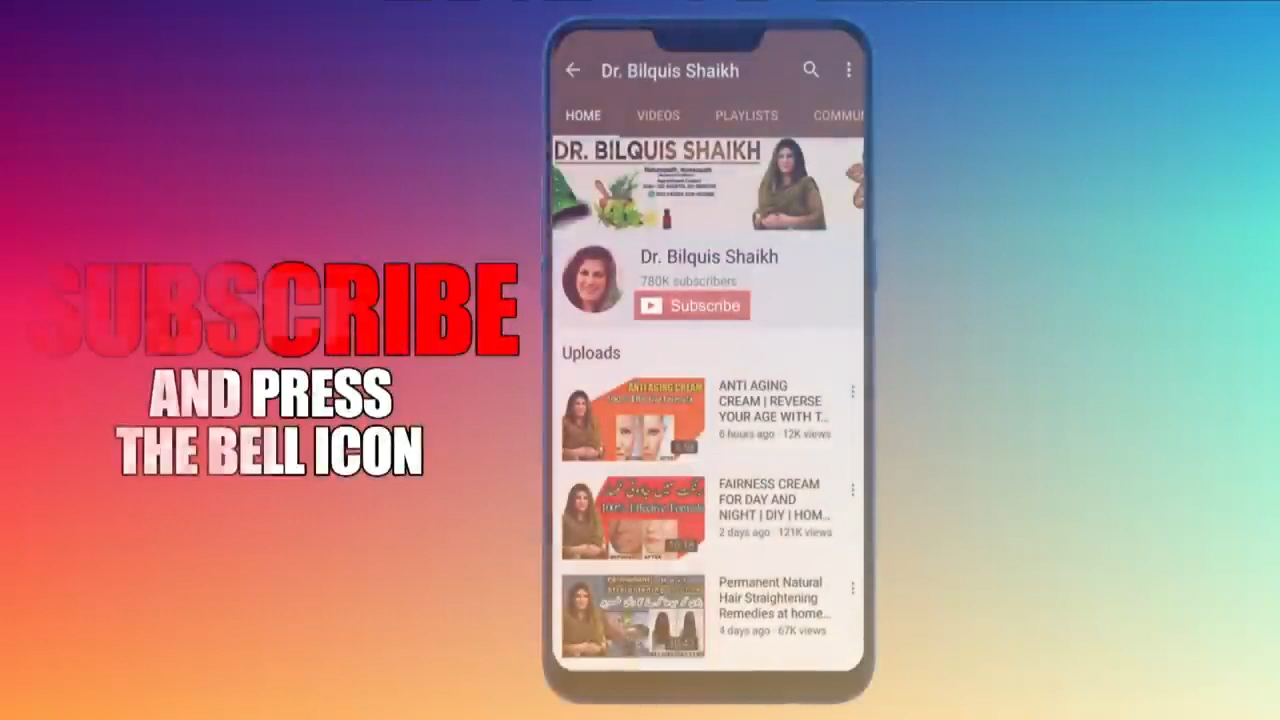 SUBSCRIBE
AND PRESS
THE BELL ICON
Dr. Bilquis Shaikh
HOME VIDEOS PLAYLISTS COMMU
DR. BILQUIS SHAIKH
Dr. Bilquis Shaikh
780K subscribers
Subscribe
Uploads
ANTI AGING CREAM
100% Effective Formula
ANTI AGING
CREAM | REVERSE
YOUR AGE WITH T...
6 hours ago · 12K views
100% Effective Formula
FAIRNESS CREAM
FOR DAY AND
NIGHT | DIY | HOM...
2 days ago · 121K views
Permanent Natural
Hair Straightening
Remedies at home...
4 days ago · 67K views